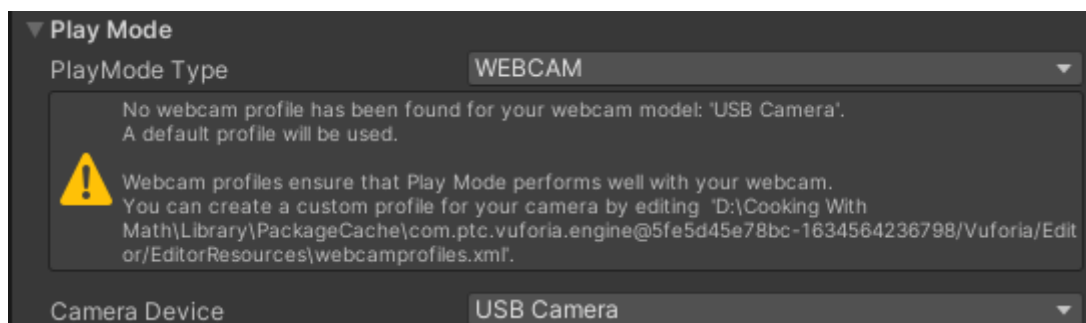 Play Mode
PlayMode Type WEBCAM
No webcam profile has been found for your webcam model: 'USB Camera'.
A default profile will be used.
Webcam profiles ensure that Play Mode performs well with your webcam.
You can create a custom profile for your camera by editing 'D:\Cooking With
Math\Library\PackageCache\com.ptc.vuforia.engine@5fe5d45e78bc-1634564236798/Vuforia/Edit
or/EditorResources\webcamprofiles.xml'.
Camera Device USB Camera